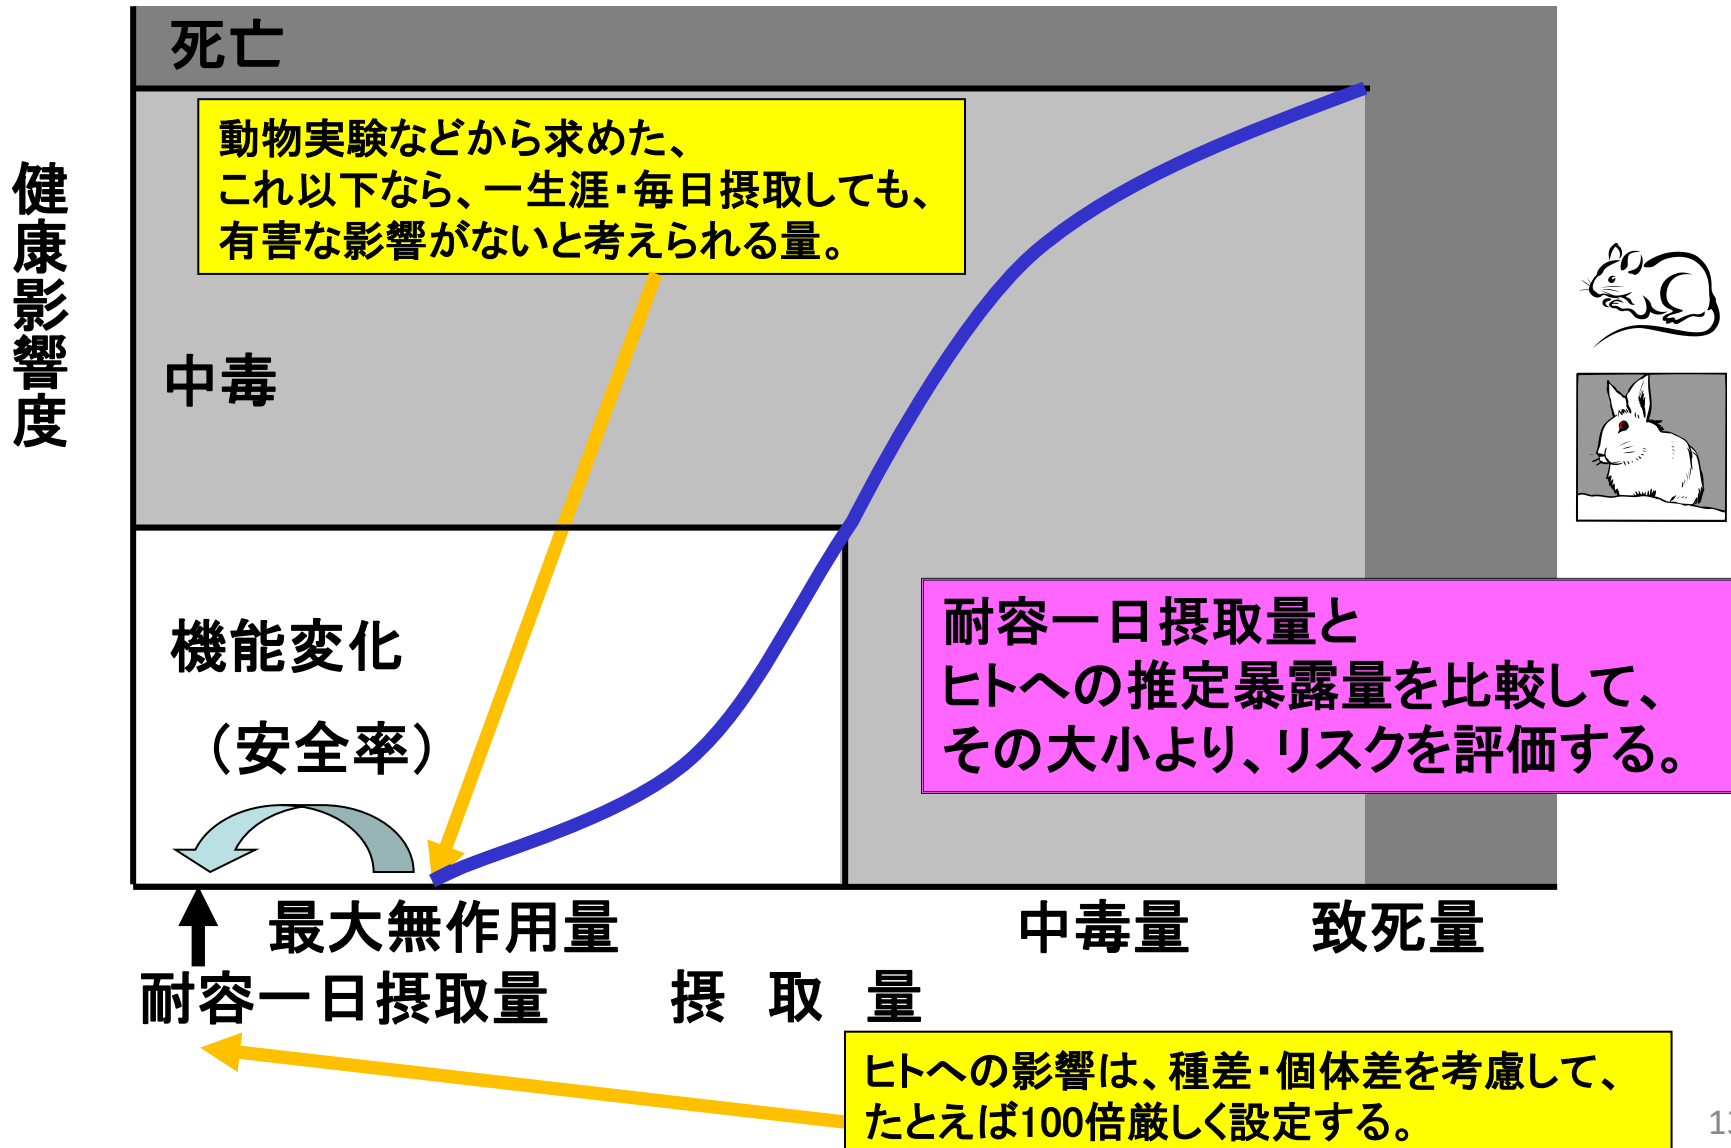 死亡
動物実験などから求めた、
これ以下なら、一生涯・毎日摂取しても、
有害な影響がないと考えられる量。
健康影響度
中毒
機能変化
（安全率）
耐容一日摂取量と
ヒトへの推定暴露量を比較して、
その大小より、リスクを評価する。
最大無作用量
中毒量
致死量
耐容一日摂取量
摂 取 量
ヒトへの影響は、種差・個体差を考慮して、
たとえば100倍厳しく設定する。